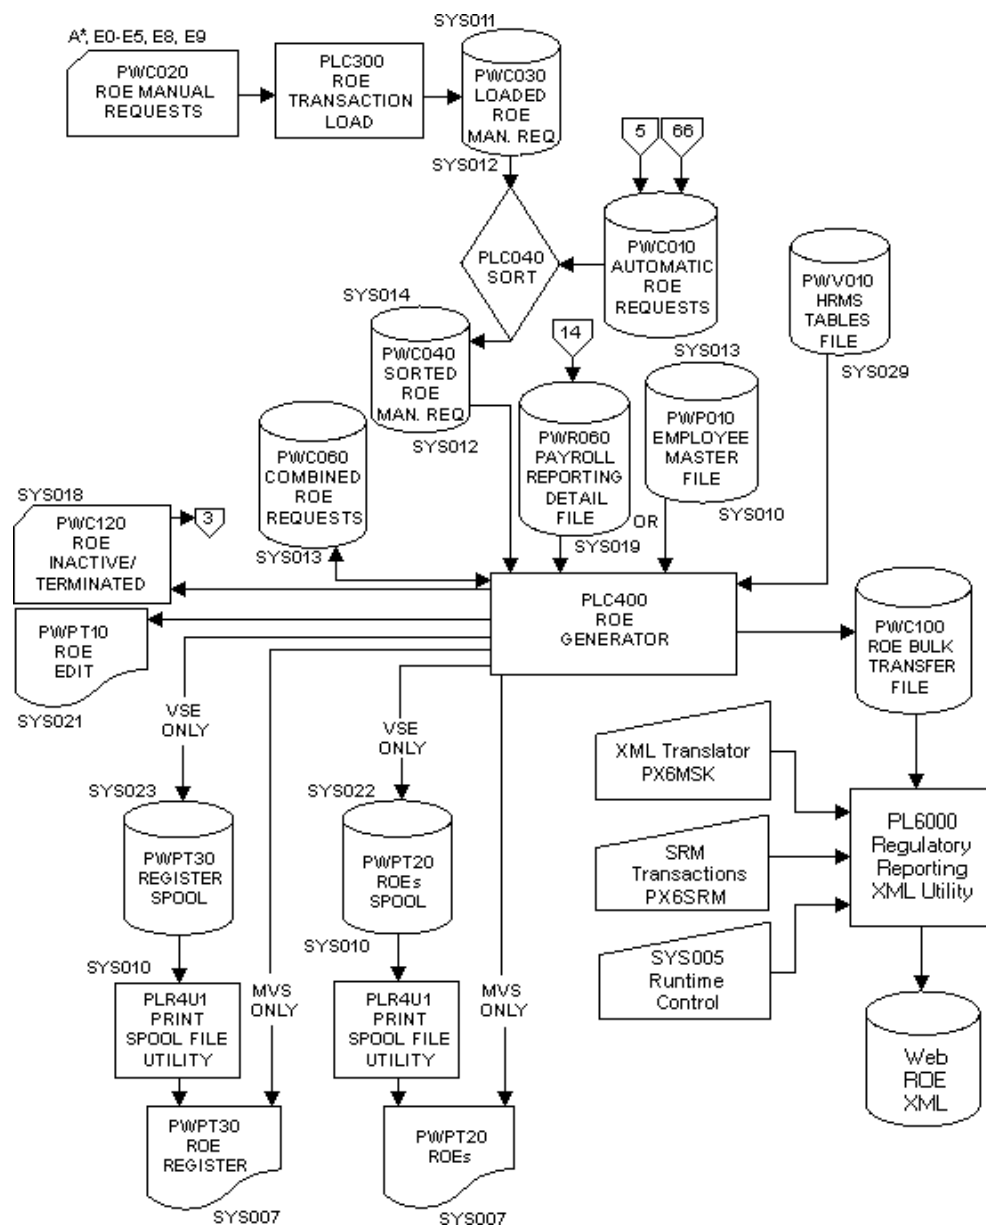 SYS011
A*, E0-E5, E8, E9
PWC020
ROE MANUAL
REQUESTS
PLC300
ROE
TRANSACTION
LOAD
PWC030
LOADED
ROE
MAN. REQ
SYS012
5
66
PLC040
SORT
PWC010
AUTOMATIC
ROE
REQUESTS
SYS013
PWV010
HRMS
TABLES
FILE
SYS029
SYS014
PWC040
SORTED
ROE
MAN. REQ
SYS012
14
PWR060
PAYROLL
REPORTING
DETAIL
FILE
SYS019
OR
PWP010
EMPLOYEE
MASTER
FILE
SYS010
PWC060
COMBINED
ROE
REQUESTS
SYS013
SYS018
PWC120
ROE
INACTIVE/
TERMINATED
3
PWPT10
ROE
EDIT
SYS021
PLC400
ROE
GENERATOR
PWC100
ROE BULK
TRANSFER
FILE
VSE
ONLY
VSE
ONLY
XML Translator
PX6MSK
SRM
Transactions
PX6SRM
SYS005
Runtime
Control
PL6000
Regulatory
Reporting
XML Utility
Web
ROE
XML
SYS023
PWPT30
REGISTER
SPOOL
SYS010
SYS022
PWPT20
ROEs
SPOOL
SYS010
MVS
ONLY
MVS
ONLY
PLR4U1
PRINT
SPOOL FILE
UTILITY
PLR4U1
PRINT
SPOOL FILE
UTILITY
PWPT30
ROE
REGISTER
SYS007
PWPT20
ROEs
SYS007